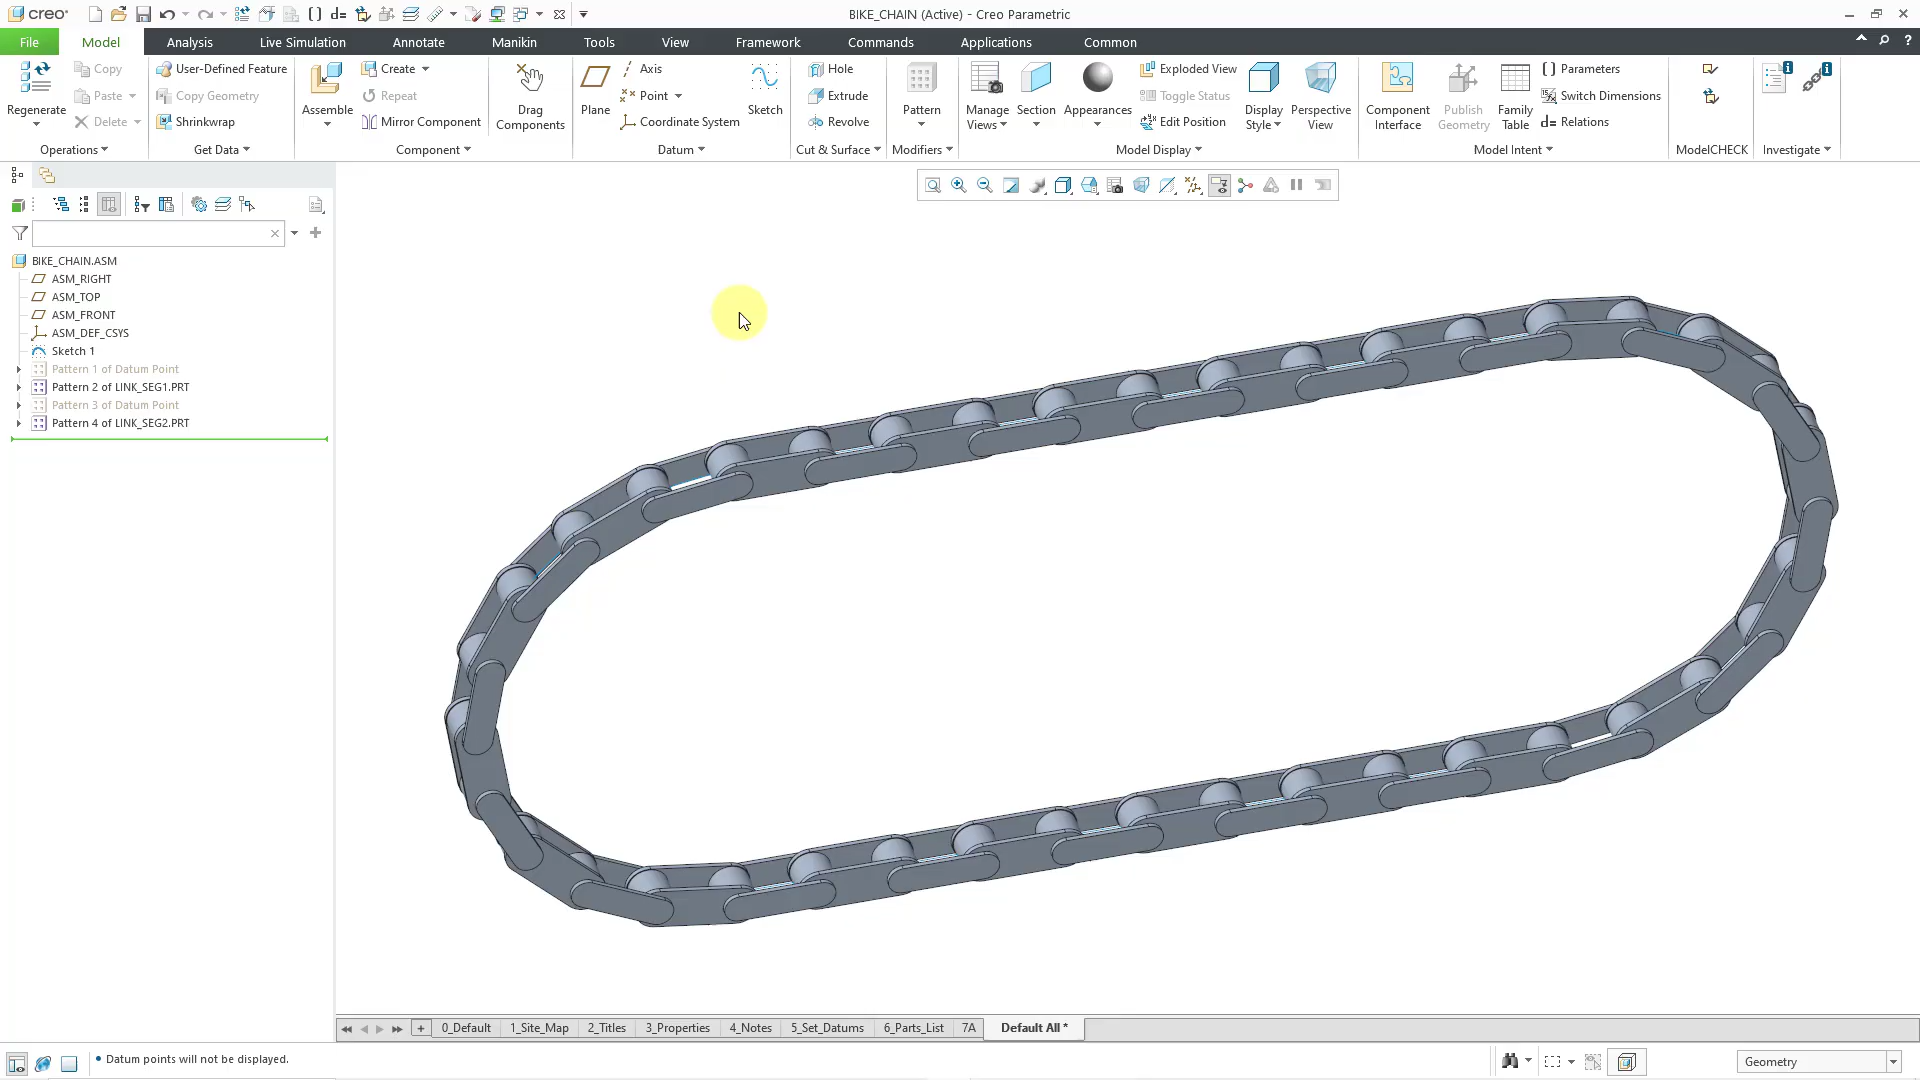 creo
BIKE_CHAIN (Active) - Creo Parametric
File
Model
Analysis
Live Simulation
Annotate
Manikin
Tools
View
Framework
Commands
Applications
Common
Regenerate
Copy
Paste
Delete
Operations
User-Defined Feature
Copy Geometry
Shrinkwrap
Get Data
Assemble
Create
Repeat
Mirror Component
Drag
Components
Component
Plane
Axis
Point
Coordinate System
Sketch
Datum
Hole
Extrude
Revolve
Cut & Surface
Pattern
Modifiers
Manage
Views
Section
Appearances
Exploded View
Toggle Status
Edit Position
Display
Style
Perspective
View
Model Display
Component
Interface
Publish
Geometry
Family
Table
Parameters
Switch Dimensions
d= Relations
Model Intent
ModelCHECK
Investigate
BIKE_CHAIN.ASM
ASM_RIGHT
ASM_TOP
ASM_FRONT
ASM_DEF_CSYS
Sketch 1
Pattern 1 of Datum Point
Pattern 2 of LINK_SEG1.PRT
Pattern 3 of Datum Point
Pattern 4 of LINK_SEG2.PRT
0_Default
1_Site_Map
2_Titles
3_Properties
4_Notes
5_Set_Datums
6_Parts_List
7A
Default All *
• Datum points will not be displayed.
Geometry